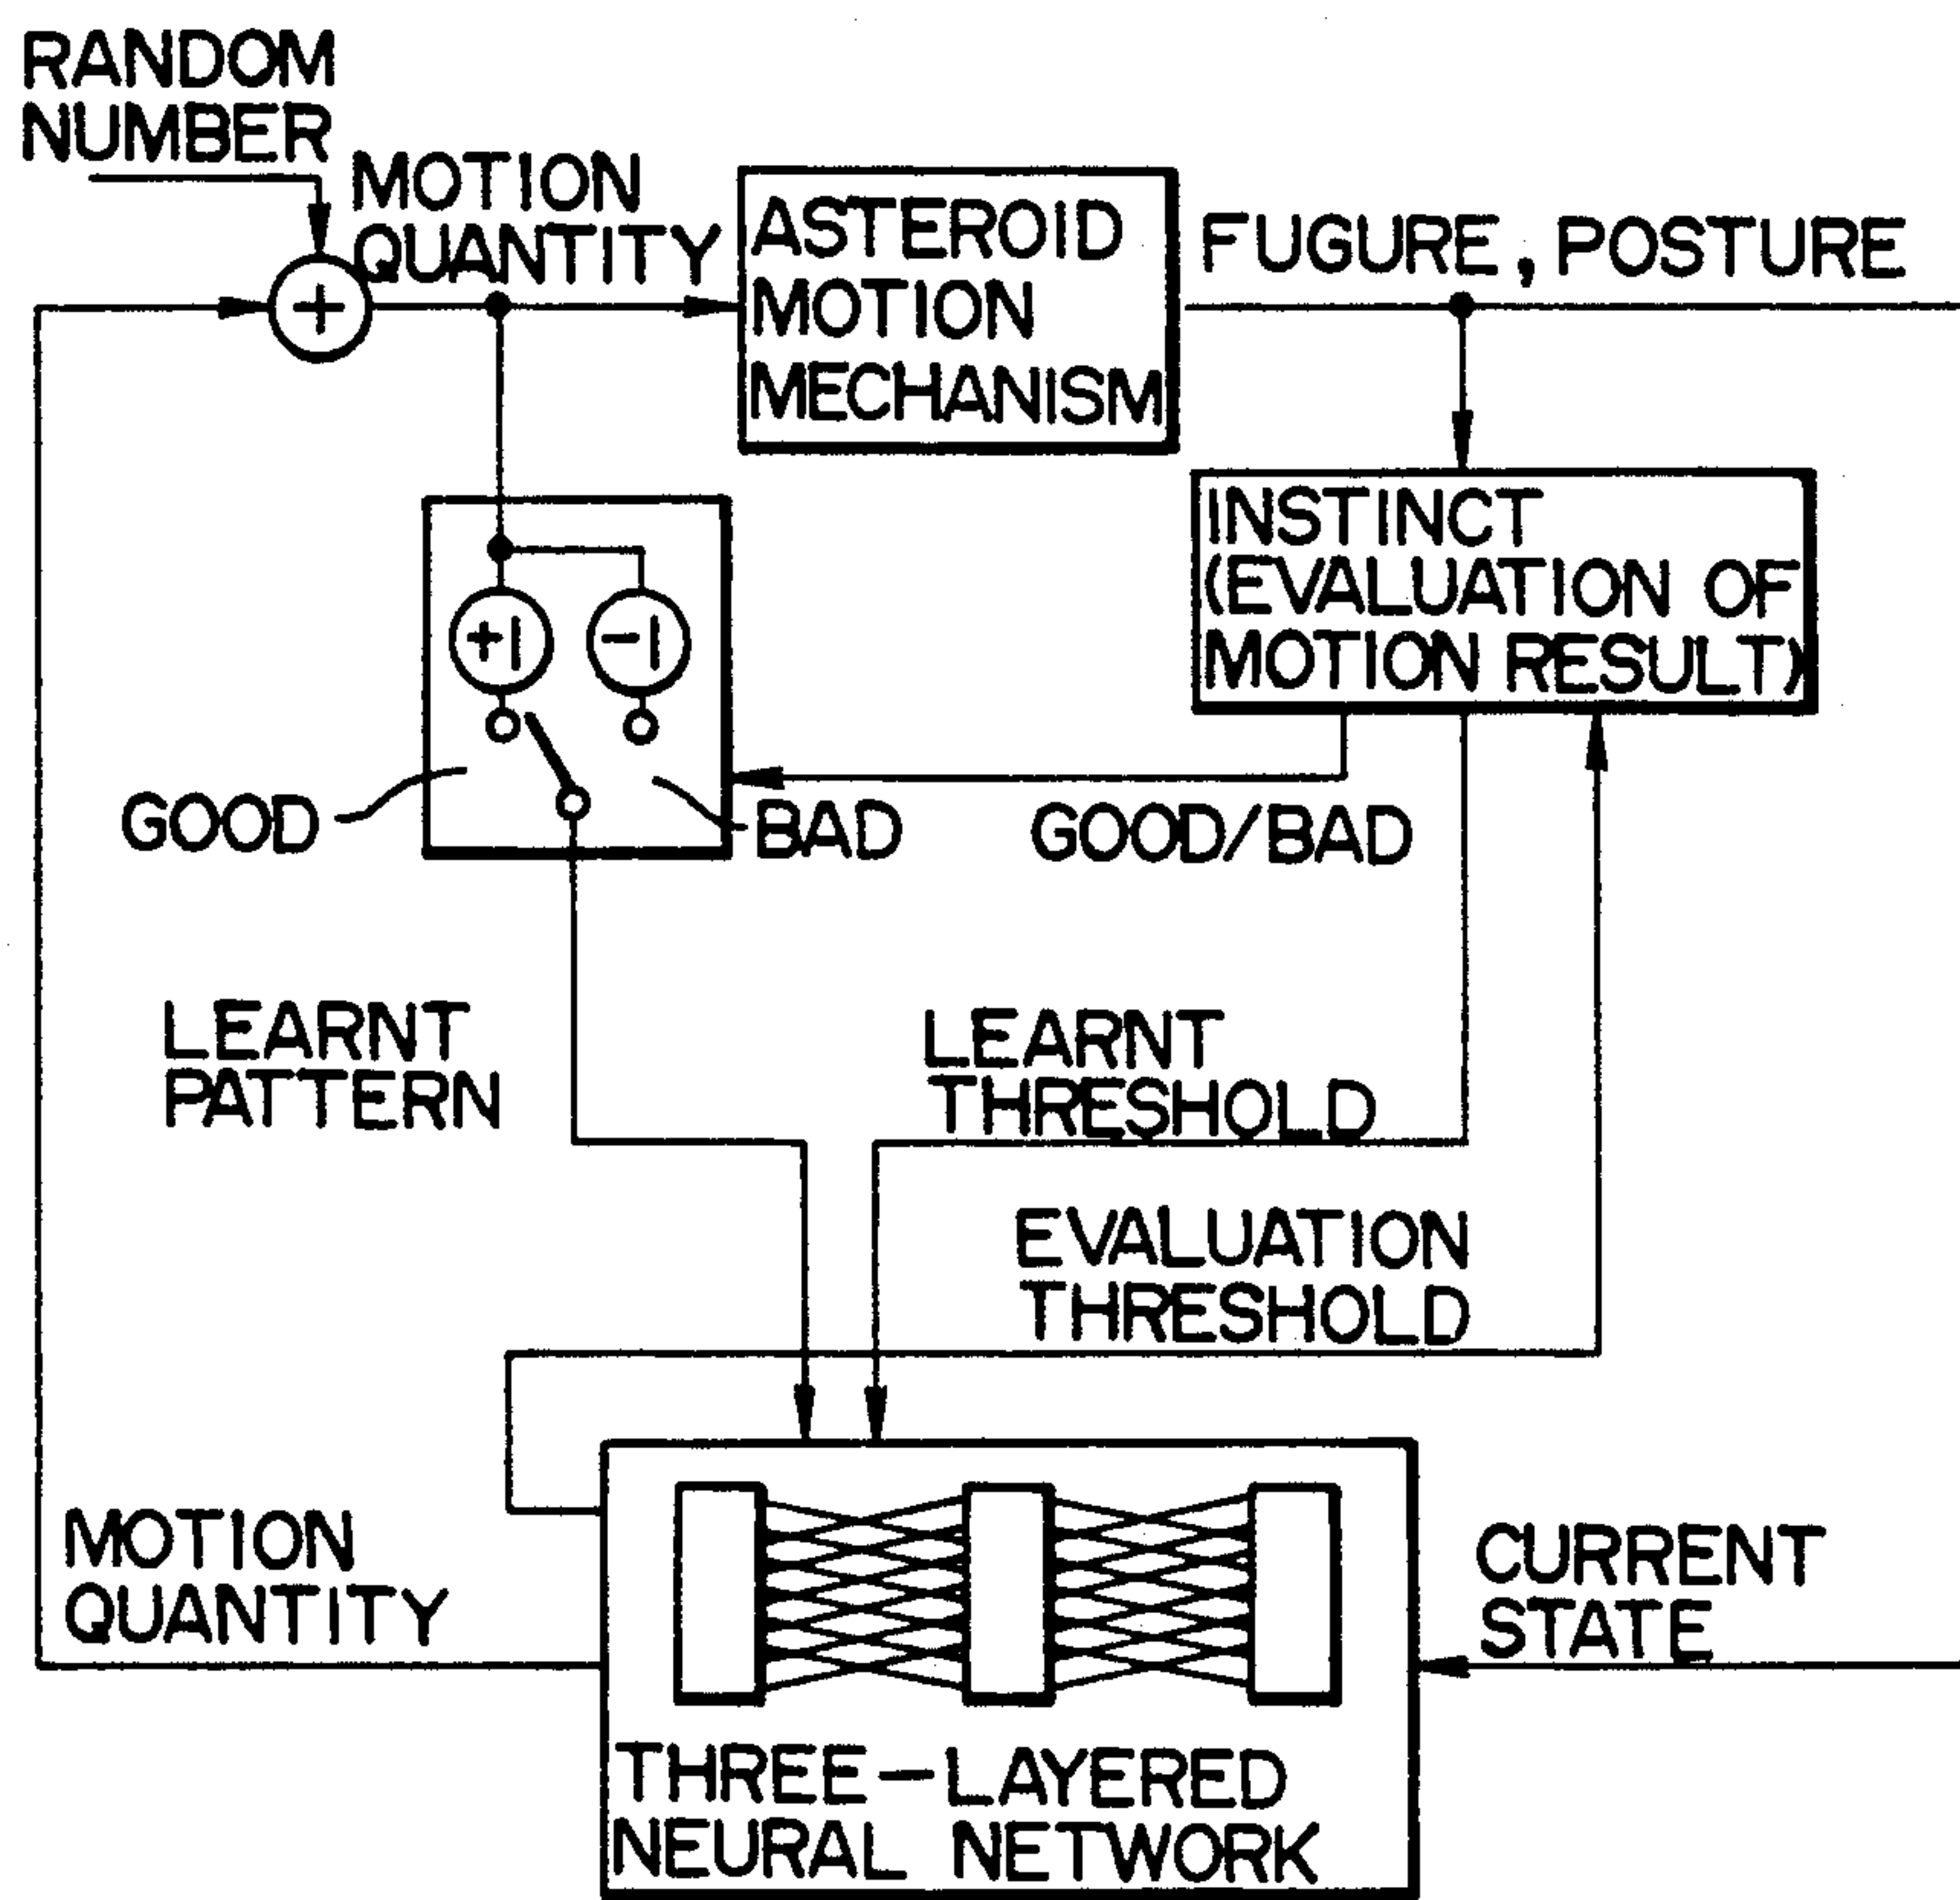 RANDOM
NUMBER
MOTION
QUANTITY
+
ASTEROID
MOTION
MECHANISM
FUGURE, POSTURE
INSTINCT
(EVALUATION OF
MOTION RESULT)
+1
-1
GOOD
BAD
GOOD/BAD
LEARNT
PATTERN
LEARNT
THRESHOLD
EVALUATION
THRESHOLD
MOTION
QUANTITY
CURRENT
STATE
THREE-LAYERED
NEURAL NETWORK